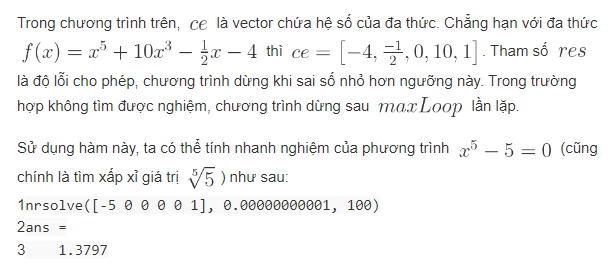 Trong chương trình trên, ce là vector chứa hệ số của đa thức. Chẳng hạn với đa thức
f(x) = x⁵ + 10x³ − ½x − 4 thì ce = [−4, −1/2, 0, 10, 1]. Tham số res
là độ lỗi cho phép, chương trình dừng khi sai số nhỏ hơn ngưỡng này. Trong trường
hợp không tìm được nghiệm, chương trình dừng sau maxLoop lần lặp.
Sử dụng hàm này, ta có thể tính nhanh nghiệm của phương trình x⁵ − 5 = 0 (cũng
chính là tìm xấp xỉ giá trị ⁵√5 ) như sau:
1nrsolve([-5 0 0 0 0 1], 0.00000000001, 100)
2ans =
3    1.3797